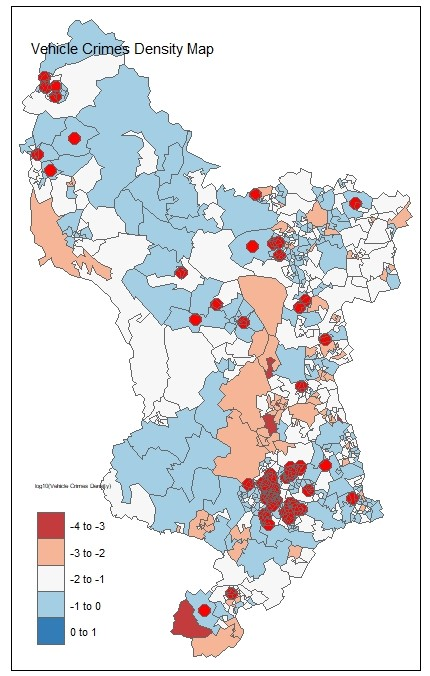 Vehicle Crimes Density Map
log10(Vehicle Crimes Density)
-4 to -3
-3 to -2
-2 to -1
-1 to 0
0 to 1